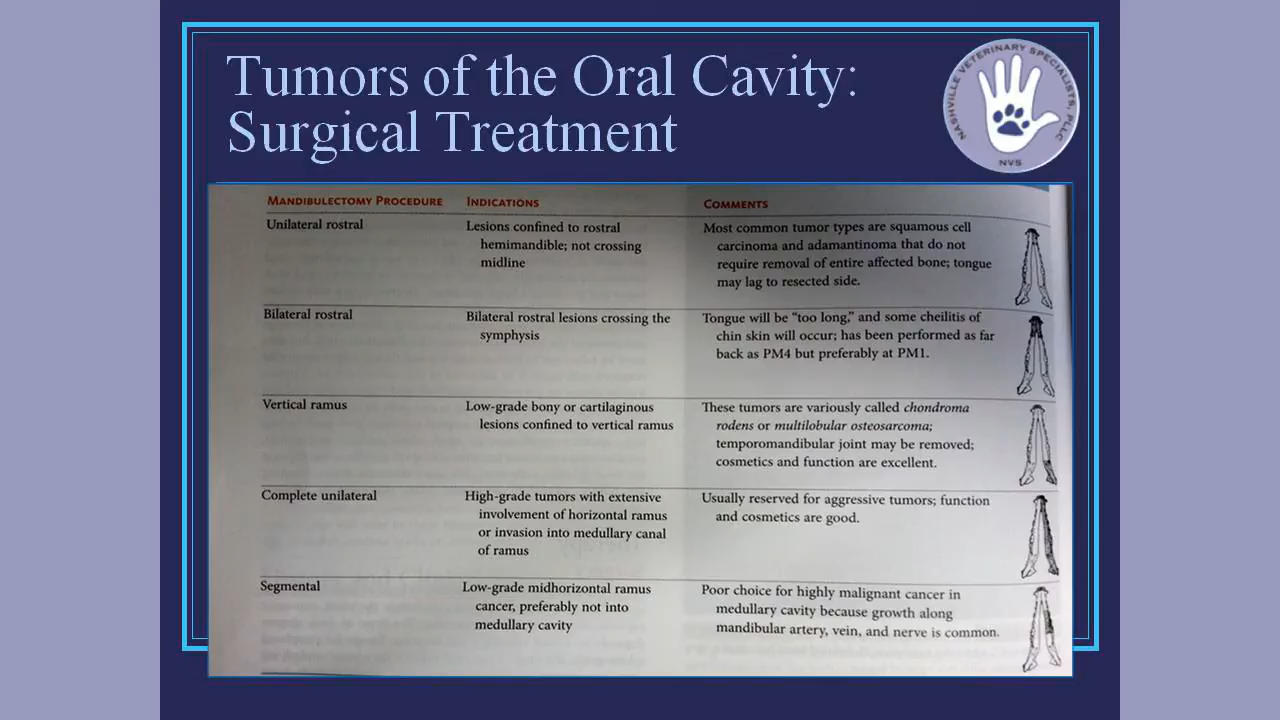 Tumors of the Oral Cavity:
Surgical Treatment
NASHVILLE VETERINARY SPECIALISTS, PLLC
NVS
MANDIBULECTOMY PROCEDURE
INDICATIONS
COMMENTS
Unilateral rostral
Lesions confined to rostral
hemimandible; not crossing
midline
Most common tumor types are squamous cell
carcinoma and adamantinoma that do not
require removal of entire affected bone; tongue
may lag to resected side.
Bilateral rostral
Bilateral rostral lesions crossing the
symphysis
Tongue will be “too long,” and some cheilitis of
chin skin will occur; has been performed as far
back as PM4 but preferably at PM1.
Vertical ramus
Low-grade bony or cartilaginous
lesions confined to vertical ramus
These tumors are variously called chondroma
rodens or multilobular osteosarcoma;
temporomandibular joint may be removed;
cosmetics and function are excellent.
Complete unilateral
High-grade tumors with extensive
involvement of horizontal ramus
or invasion into medullary canal
of ramus
Usually reserved for aggressive tumors; function
and cosmetics are good.
Segmental
Low-grade midhorizontal ramus
cancer, preferably not into
medullary cavity
Poor choice for highly malignant cancer in
medullary cavity because growth along
mandibular artery, vein, and nerve is common.